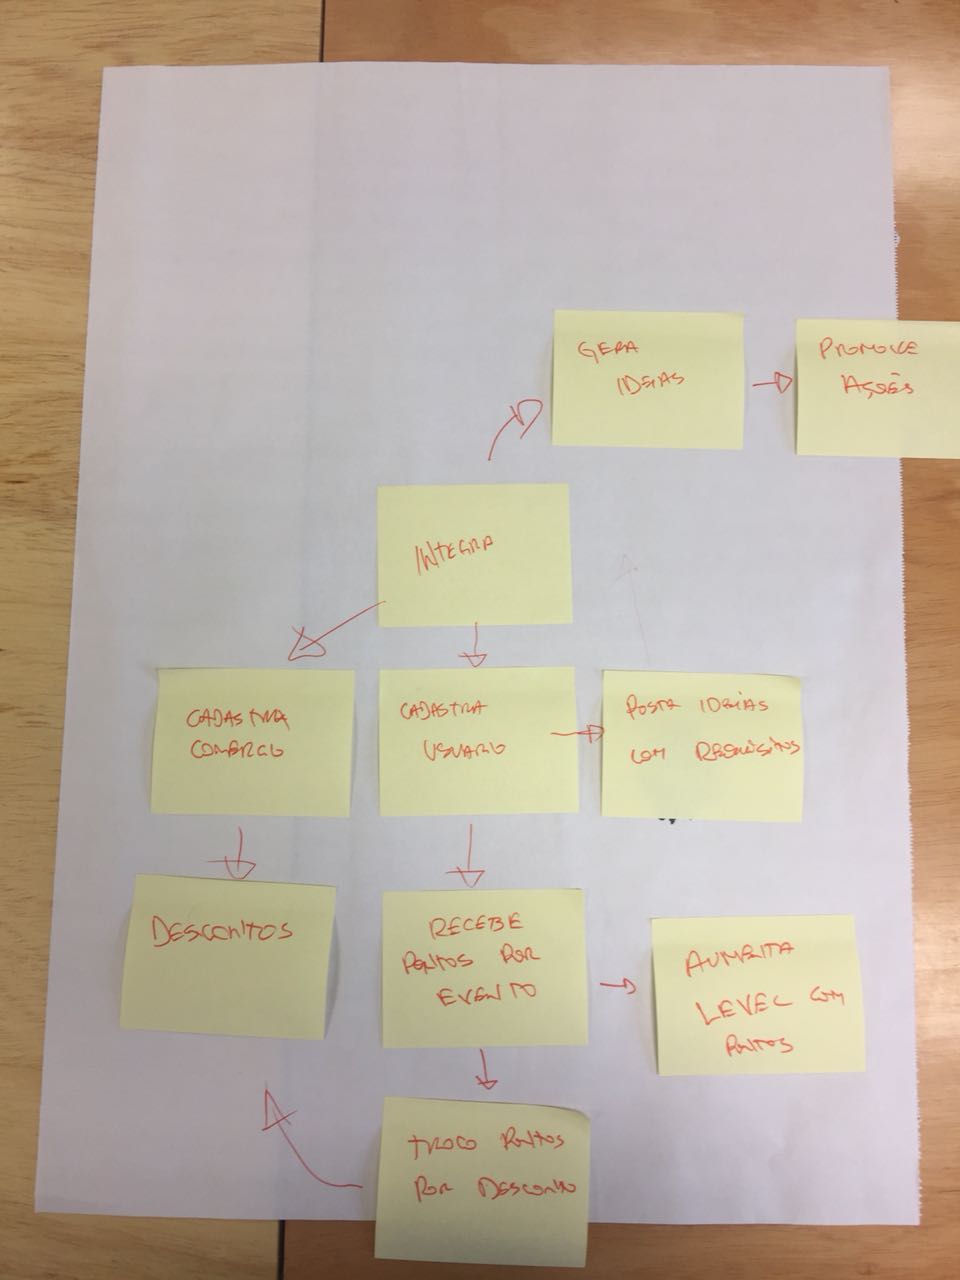 GERA
IDEIAS
PROMOVE
AÇÕES
INTEGRA
CADASTRA
COMERCIO
CADASTRA
USUARIO
POSTA IDEIAS
COM REQUISITOS
DESCONTOS
RECEBE
PONTOS POR
EVENTO
AUMENTA
LEVEL COM
PONTOS
TROCO PONTOS
POR DESCONTO